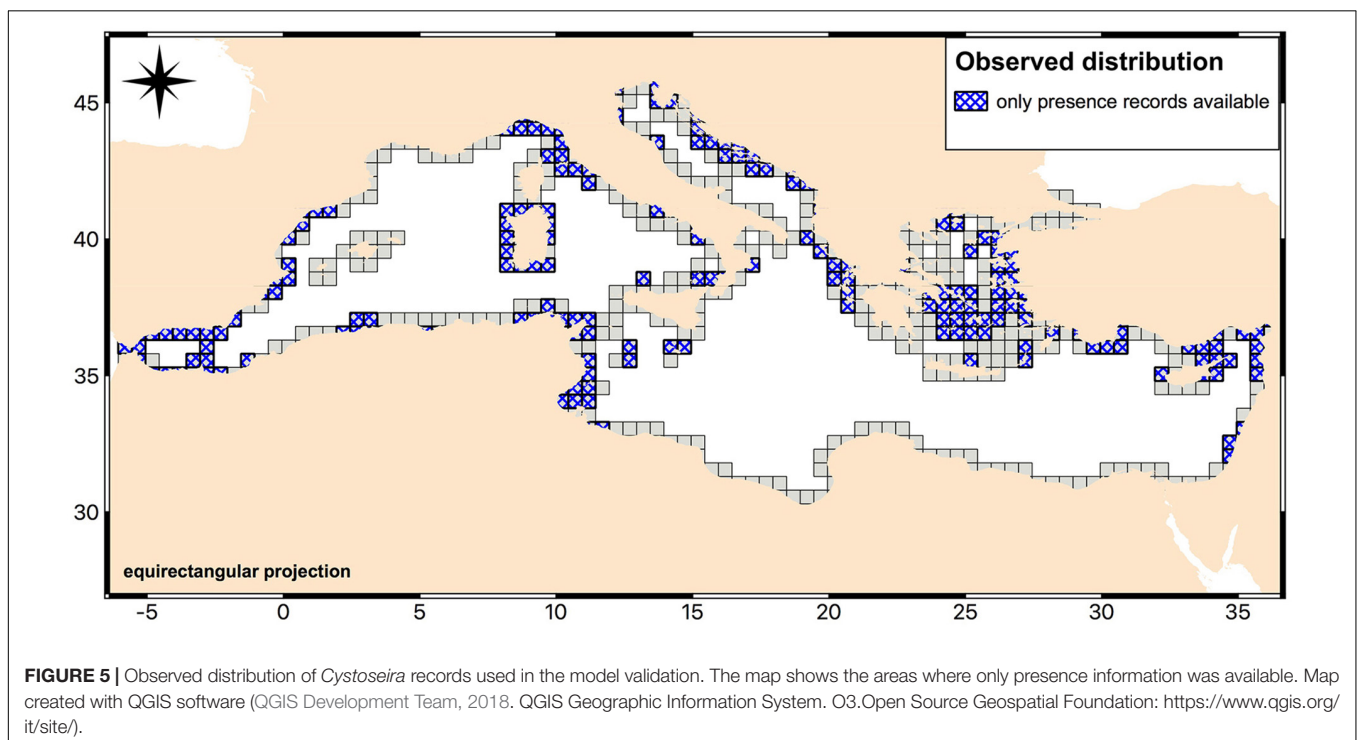 Observed distribution
only presence records available
45
40
35
30
equirectangular projection
-5 0 5 10 15 20 25 30 35
FIGURE 5 | Observed distribution of Cystoseira records used in the model validation. The map shows the areas where only presence information was available. Map
created with QGIS software (QGIS Development Team, 2018. QGIS Geographic Information System. O3.Open Source Geospatial Foundation: https://www.qgis.org/
it/site/).